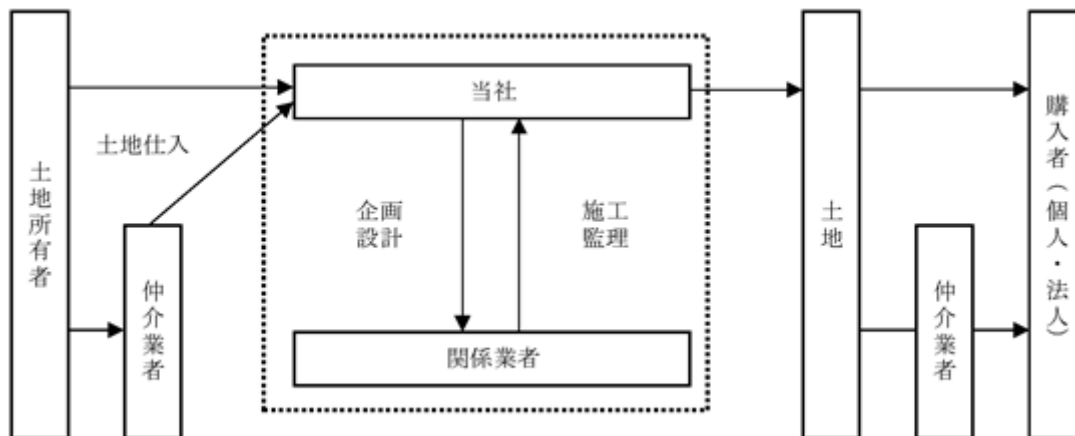 土地所有者
土地仕入
仲介業者
当社
企画
設計
施工
監理
関係業者
土地
仲介業者
購入者（個人・法人）